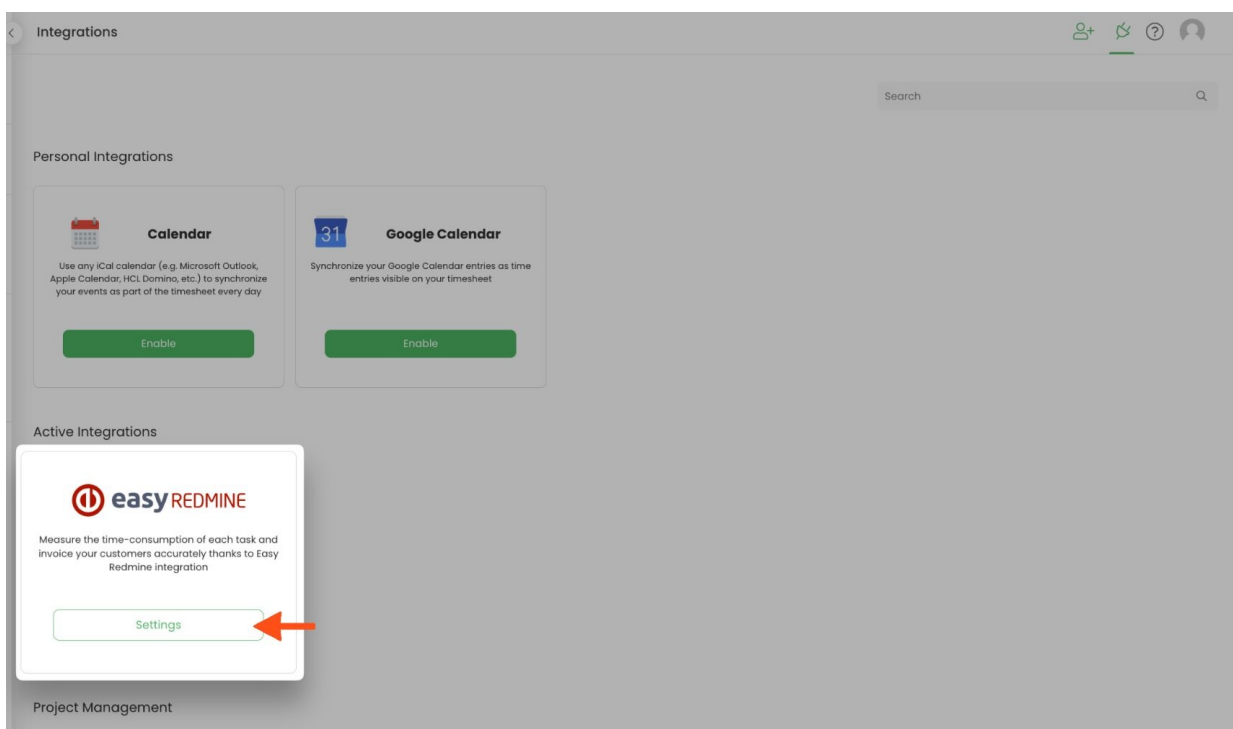 Integrations
Search
Personal Integrations
Calendar
Use any iCal calendar (e.g. Microsoft Outlook,
Apple Calendar, HCL Domino, etc.) to synchronize
your events as part of the timesheet every day
Enable
31
Google Calendar
Synchronize your Google Calendar entries as time
entries visible on your timesheet
Enable
Active Integrations
easy REDMINE
Measure the time-consumption of each task and
invoice your customers accurately thanks to Easy
Redmine integration
Settings
Project Management